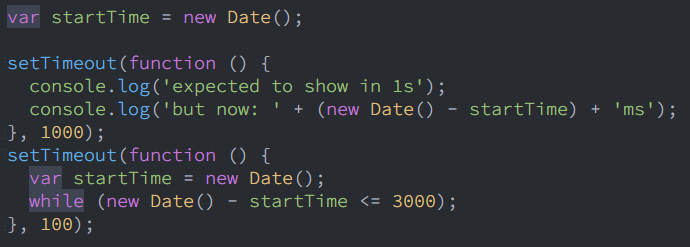 var startTime = new Date();

setTimeout(function () {
  console.log('expected to show in 1s');
  console.log('but now: ' + (new Date() - startTime) + 'ms');
}, 1000);
setTimeout(function () {
  var startTime = new Date();
  while (new Date() - startTime <= 3000);
}, 100);